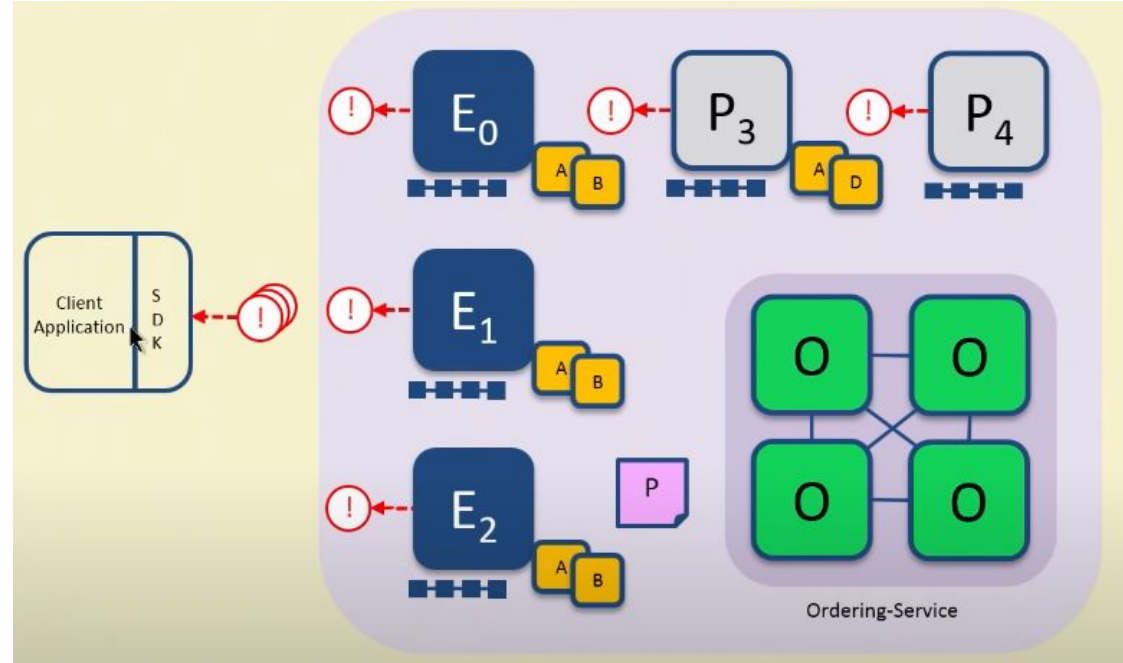 ! E₀ A B
! P₃ A D
! P₄
Client
Application
S
D
K
!
! E₁ A B
O O
! E₂ A B
P
O O
Ordering-Service